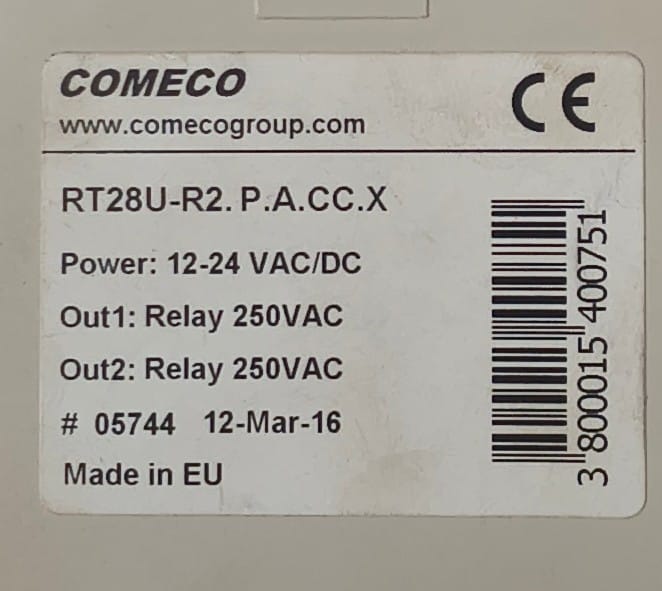 COMECO
CE
www.comecogroup.com
RT28U-R2. P.A.CC.X
Power: 12-24 VAC/DC
Out1: Relay 250VAC
Out2: Relay 250VAC
# 05744 12-Mar-16
Made in EU
3 800015 400751